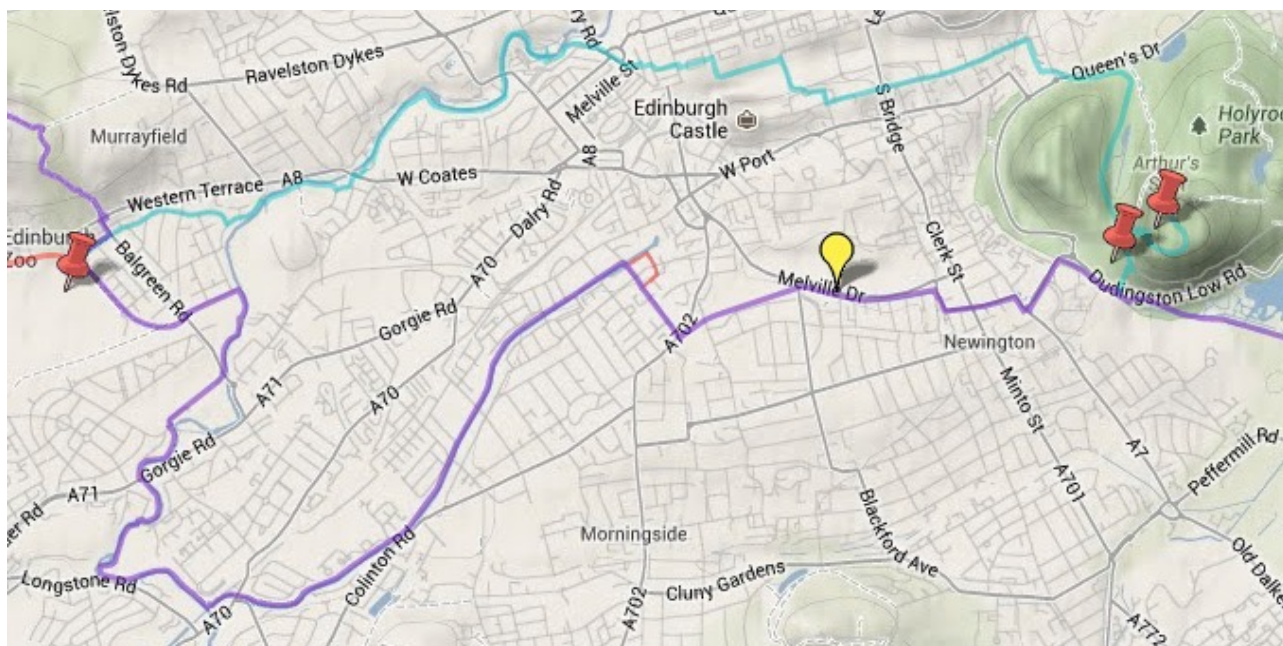 Ravelston Dykes
Melville St
Queen's Dr
Murrayfield
Edinburgh
Castle
S Bridge
Holyroo
Park
Arthur's
Western Terrace
A8
W Coates
A8
W Port
Dalry Rd
Edinburgh
Zoo
Balgreen Rd
A70
Clerk St
Melville Dr
Dudingston Low Rd
Gorgie Rd
A702
Newington
A71
A70
Minto St
A7
Gorgie Rd
A71
Peffermill Rd
A701
Colinton Rd
Morningside
Blackford Ave
Longstone Rd
A70
Cluny Gardens
A702
Old Dalke
A772